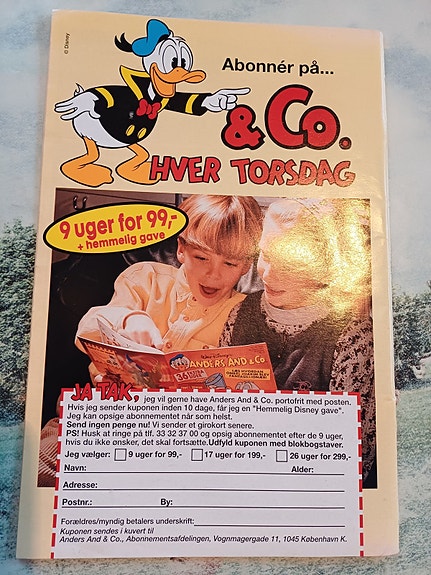 © Disney
Abonnér på...
& Co.
HVER TORSDAG
9 uger for 99,-
+ hemmelig gave
ANDERS AND & Co
36
JA TAK, jeg vil gerne have Anders And & Co. portofrit med posten.
Hvis jeg sender kuponen inden 10 dage, får jeg en "Hemmelig Disney gave".
Jeg kan opsige abonnementet når som helst.
Send ingen penge nu! Vi sender et girokort senere.
PS! Husk at ringe på tlf. 33 32 37 00 og opsig abonnementet efter de 9 uger,
hvis du ikke ønsker, det skal fortsætte. Udfyld kuponen med blokbogstaver.
Jeg vælger: 9 uger for 99,- 17 uger for 199,- 26 uger for 299,-
Navn: Alder:
Adresse:
Postnr.: By:
Forældres/myndig betalers underskrift:
Kuponen sendes i kuvert til
Anders And & Co., Abonnementsafdelingen, Vognmagergade 11, 1045 København K.